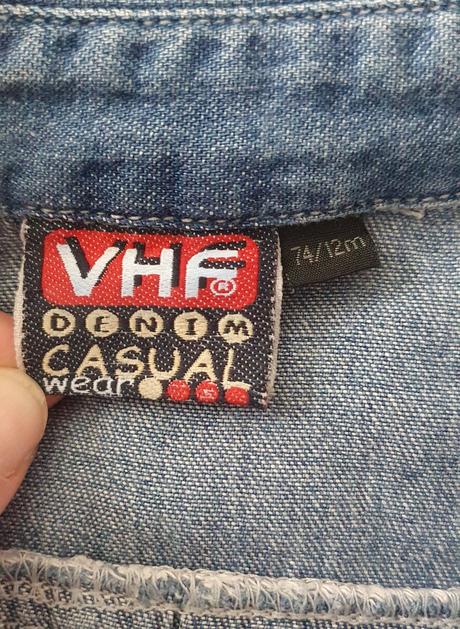 VHF®
DENIM
CASUAL
wear
74/12m